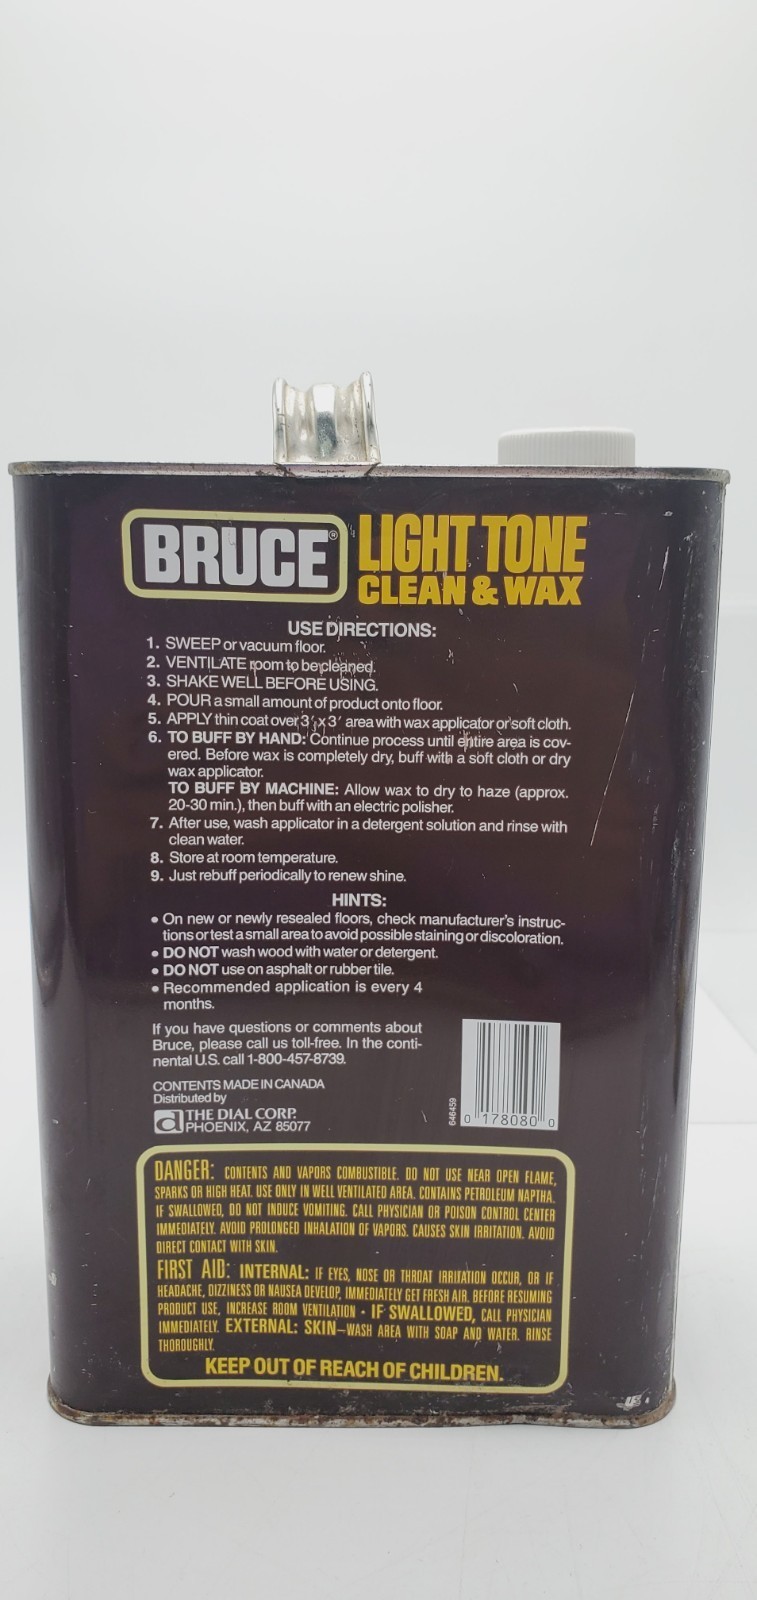 BRUCE® LIGHT TONE
CLEAN & WAX
USE DIRECTIONS:
1. SWEEP or vacuum floor.
2. VENTILATE room to be cleaned.
3. SHAKE WELL BEFORE USING.
4. POUR a small amount of product onto floor.
5. APPLY thin coat over 3′ x 3′ area with wax applicator or soft cloth.
6. TO BUFF BY HAND: Continue process until entire area is cov-
ered. Before wax is completely dry, buff with a soft cloth or dry
wax applicator.
TO BUFF BY MACHINE: Allow wax to dry to haze (approx.
20-30 min.), then buff with an electric polisher.
7. After use, wash applicator in a detergent solution and rinse with
clean water.
8. Store at room temperature.
9. Just rebuff periodically to renew shine.
HINTS:
• On new or newly resealed floors, check manufacturer's instruc-
tions or test a small area to avoid possible staining or discoloration.
• DO NOT wash wood with water or detergent.
• DO NOT use on asphalt or rubber tile.
• Recommended application is every 4
months.
If you have questions or comments about
Bruce, please call us toll-free. In the conti-
nental U.S. call 1-800-457-8739.
CONTENTS MADE IN CANADA
Distributed by
THE DIAL CORP.
PHOENIX, AZ 85077
646459
0 178080 0
DANGER: CONTENTS AND VAPORS COMBUSTIBLE. DO NOT USE NEAR OPEN FLAME,
SPARKS OR HIGH HEAT. USE ONLY IN WELL VENTILATED AREA. CONTAINS PETROLEUM NAPTHA.
IF SWALLOWED, DO NOT INDUCE VOMITING. CALL PHYSICIAN OR POISON CONTROL CENTER
IMMEDIATELY. AVOID PROLONGED INHALATION OF VAPORS. CAUSES SKIN IRRITATION. AVOID
DIRECT CONTACT WITH SKIN.
FIRST AID: INTERNAL: IF EYES, NOSE OR THROAT IRRITATION OCCUR, OR IF
HEADACHE, DIZZINESS OR NAUSEA DEVELOP, IMMEDIATELY GET FRESH AIR. BEFORE RESUMING
PRODUCT USE, INCREASE ROOM VENTILATION • IF SWALLOWED, CALL PHYSICIAN
IMMEDIATELY. EXTERNAL: SKIN—WASH AREA WITH SOAP AND WATER. RINSE
THOROUGHLY.
KEEP OUT OF REACH OF CHILDREN.